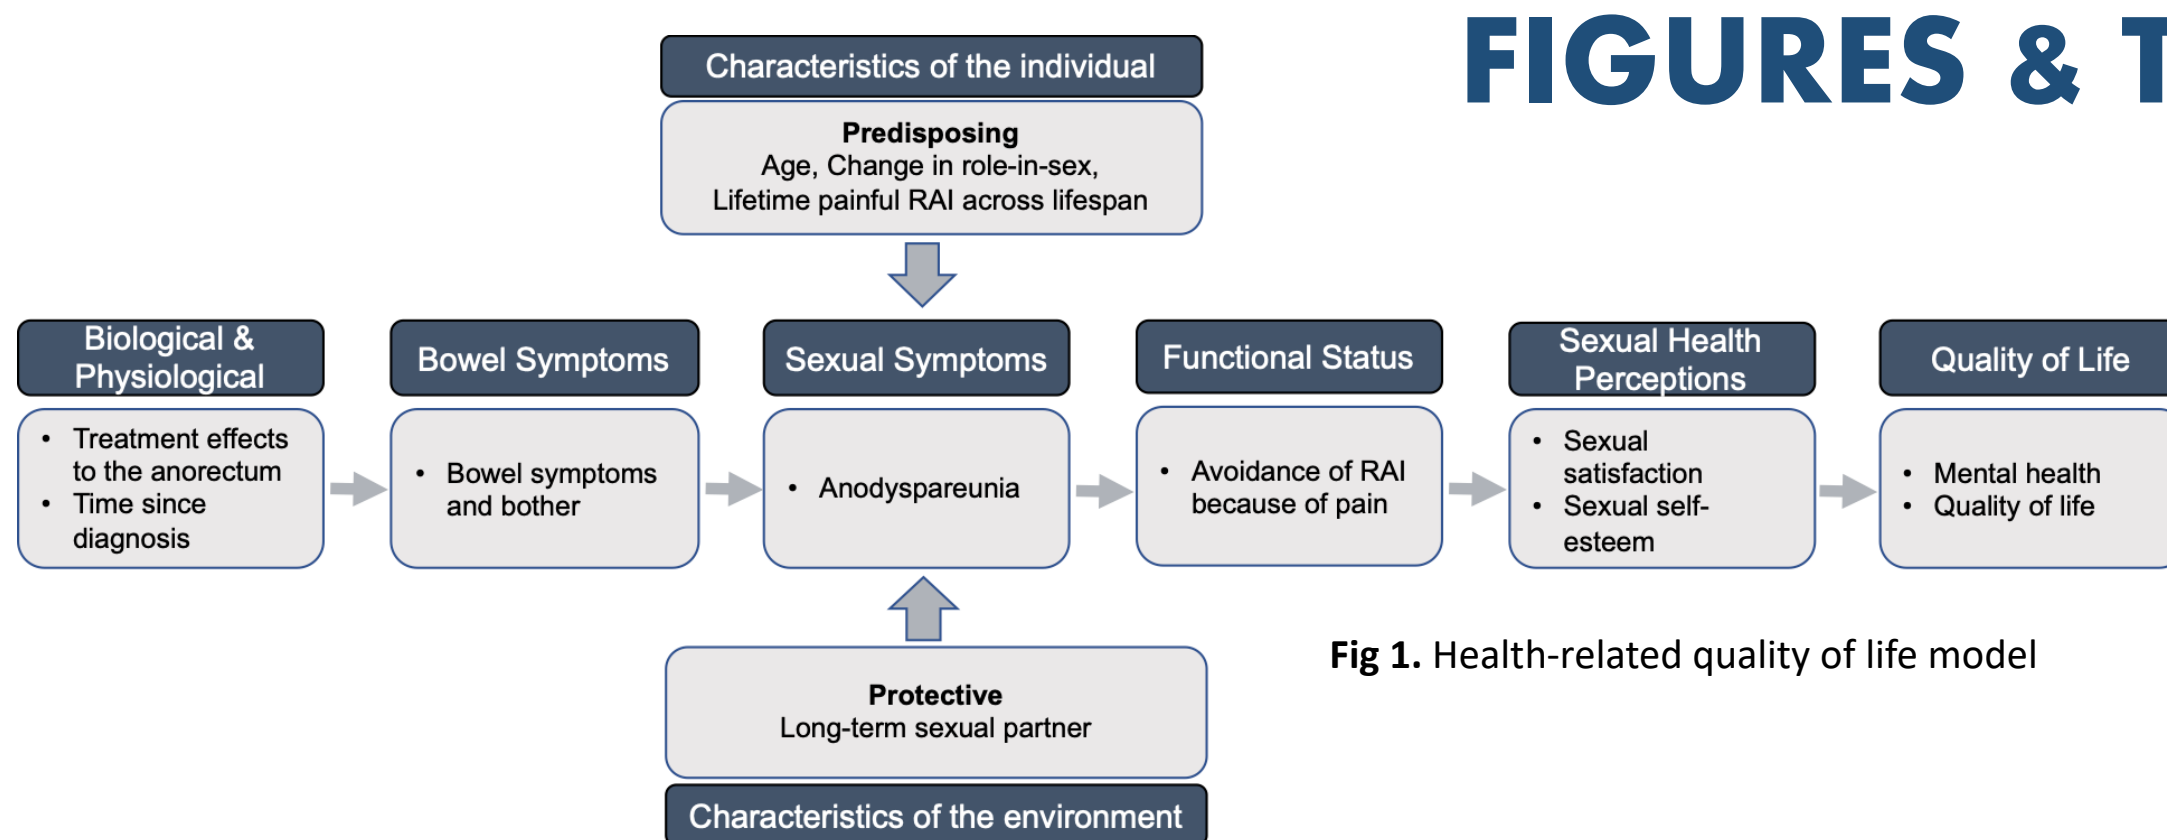 FIGURES & T
Characteristics of the individual
Predisposing
Age, Change in role-in-sex,
Lifetime painful RAI across lifespan
Biological &
Physiological
• Treatment effects
to the anorectum
• Time since
diagnosis
Bowel Symptoms
• Bowel symptoms
and bother
Sexual Symptoms
• Anodyspareunia
Functional Status
• Avoidance of RAI
because of pain
Sexual Health
Perceptions
• Sexual
satisfaction
• Sexual self-
esteem
Quality of Life
• Mental health
• Quality of life
Protective
Long-term sexual partner
Characteristics of the environment
Fig 1. Health-related quality of life model